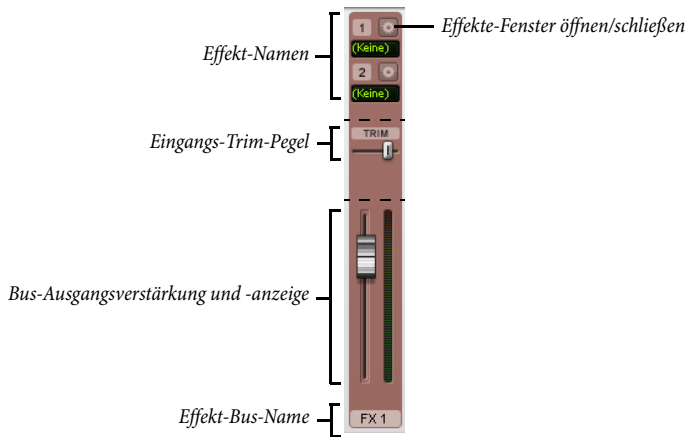 Effekte-Fenster öffnen/schließen
Effekt-Namen
1
(Keine)
2
(Keine)
Eingangs-Trim-Pegel
TRIM
Bus-Ausgangsverstärkung und -anzeige
Effekt-Bus-Name
FX 1